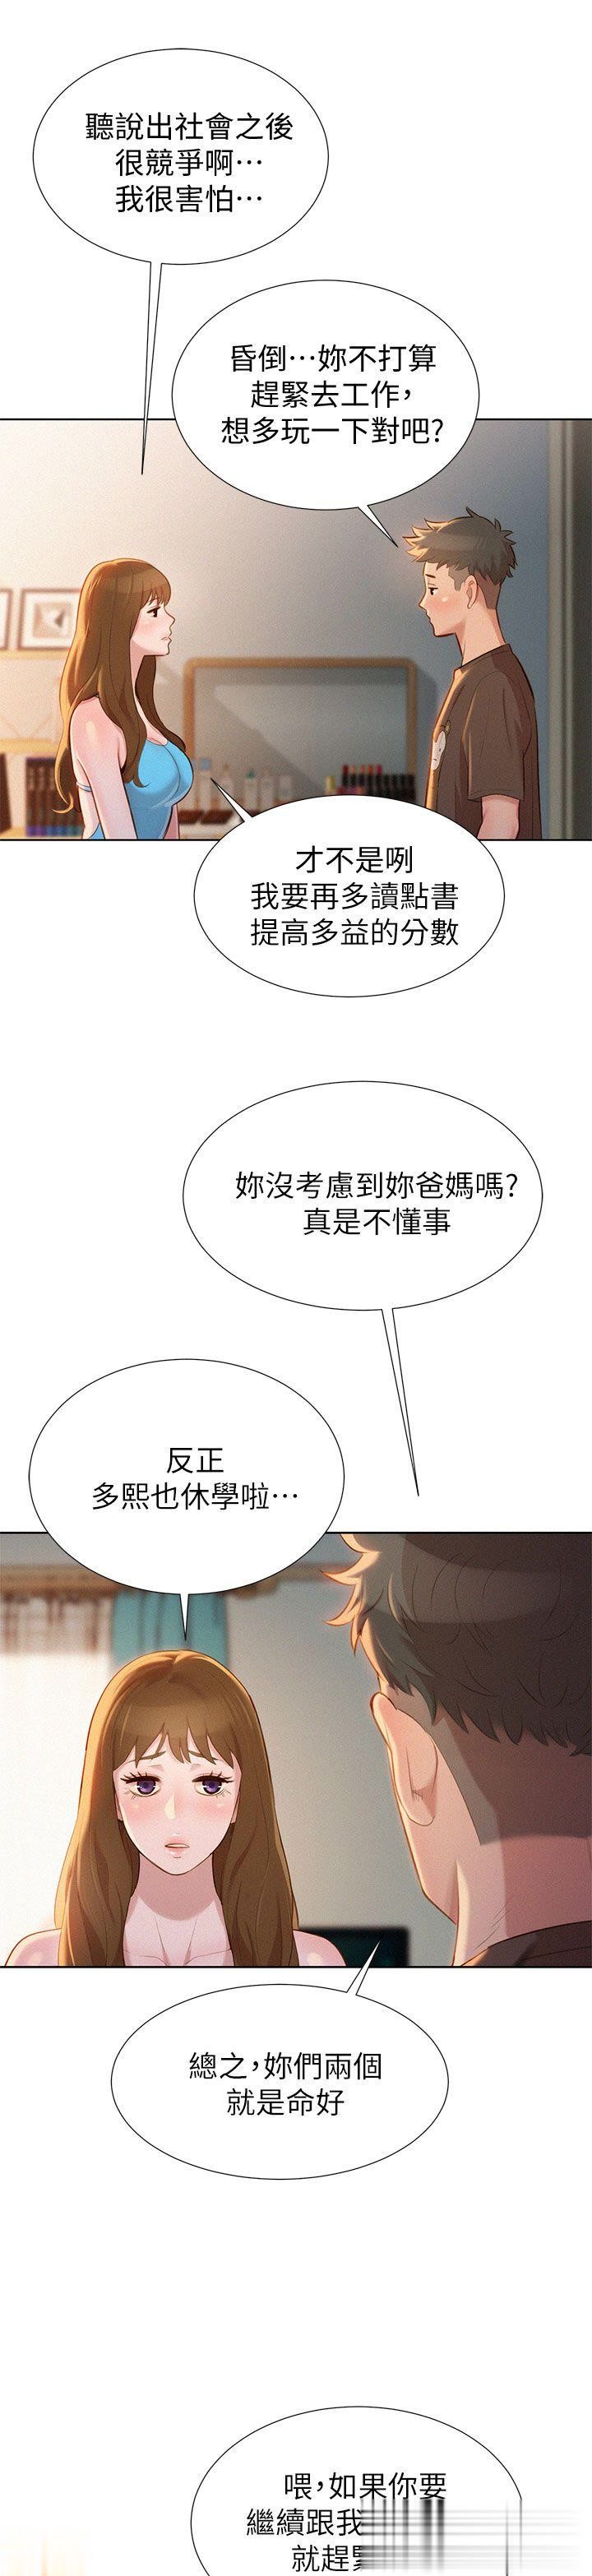 聽說出社會之後
很競爭啊⋯
我很害怕⋯
昏倒⋯妳不打算
趕緊去工作，
想多玩一下對吧？
才不是咧
我要再多讀點書
提高多益的分數
妳沒考慮到妳爸媽嗎？
真是不懂事
反正
多熙也休學啦⋯
總之，妳們兩個
就是命好
喂，如果你要
繼續跟我
就趕